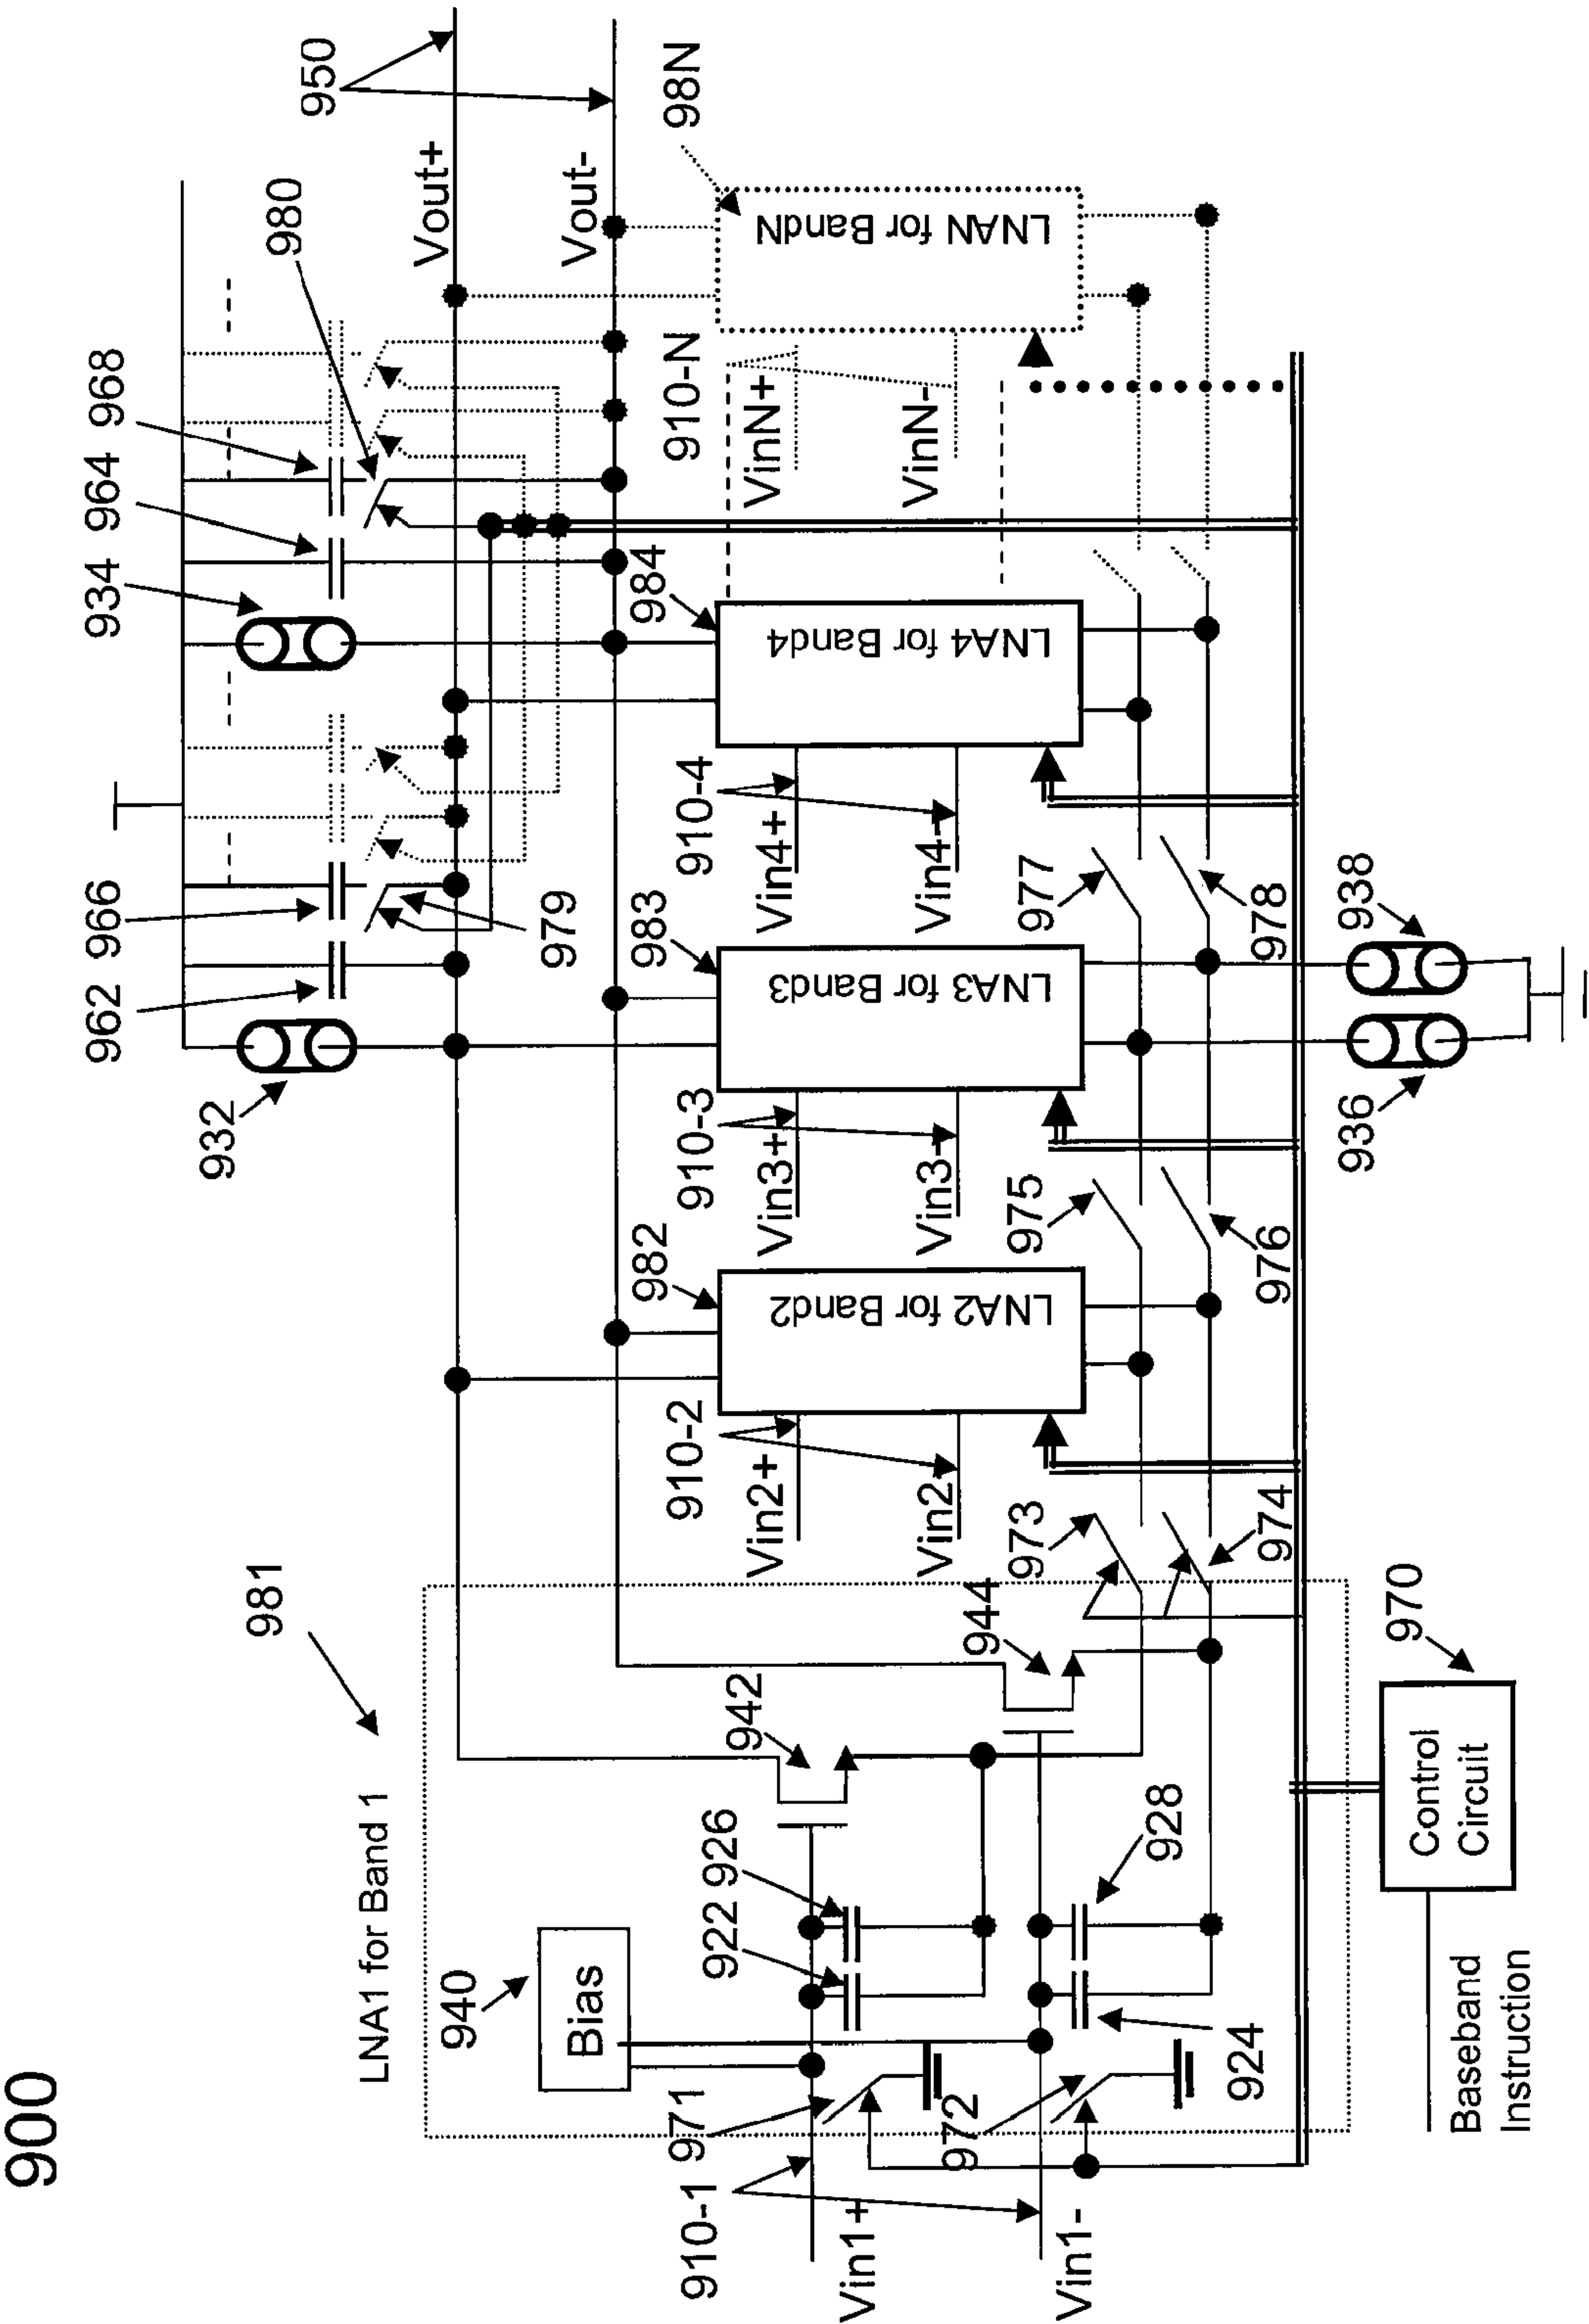 900
950
Vout+
Vout-
98N
980
968
964
934
966
962
932
979
LNAN for BandN
910-N
VinN+
VinN-
984
LNA4 for Band4
910-4
Vin4+
Vin4-
977
978
983
LNA3 for Band3
910-3
Vin3+
Vin3-
975
976
938
936
982
LNA2 for Band2
910-2
Vin2+
Vin2-
973
974
981
LNA1 for Band 1
940
Bias
942
944
926
922
928
924
971
972
910-1
Vin1+
Vin1-
970
Control
Circuit
Baseband
Instruction